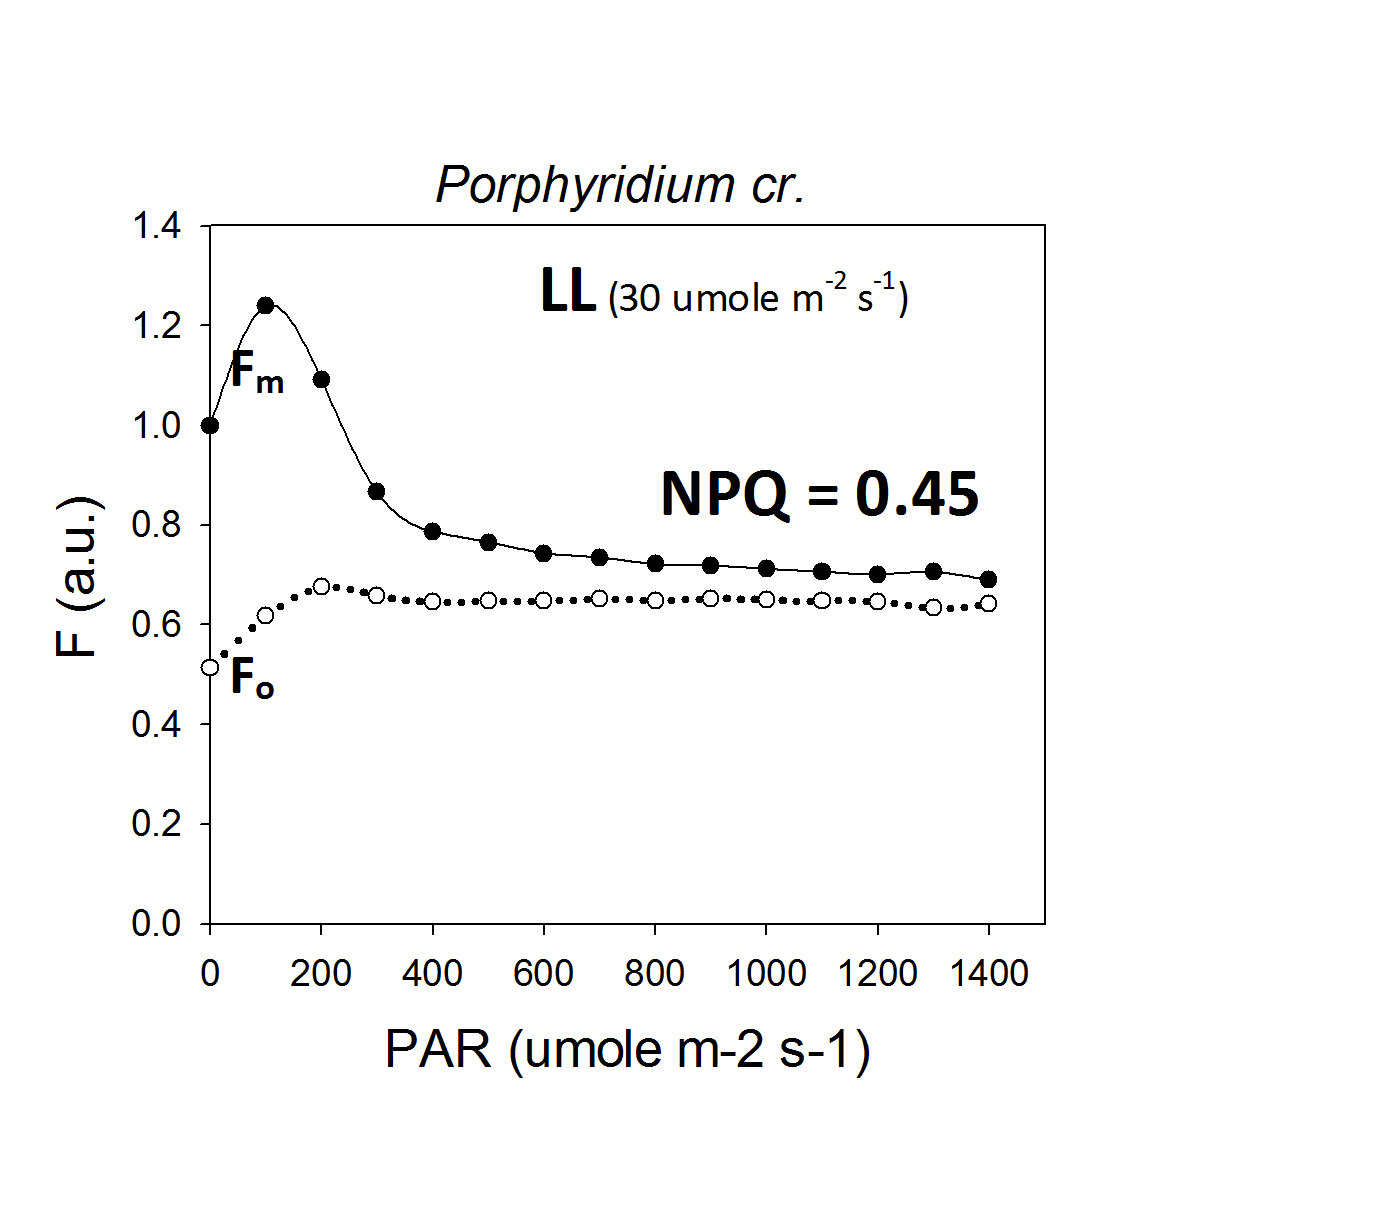 Porphyridium cr.
1.4
LL (30 umole m-2 s-1)
1.2
Fm
1.0
NPQ = 0.45
0.8
F (a.u.)
0.6
Fo
0.4
0.2
0.0
0 200 400 600 800 1000 1200 1400
PAR (umole m-2 s-1)